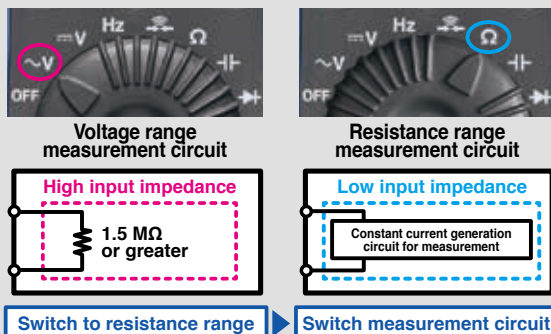 ⎓V Hz Ω
~V
OFF
Voltage range
measurement circuit
High input impedance
1.5 MΩ
or greater
Switch to resistance range
⎓V Hz Ω
~V
OFF
Resistance range
measurement circuit
Low input impedance
Constant current generation
circuit for measurement
Switch measurement circuit